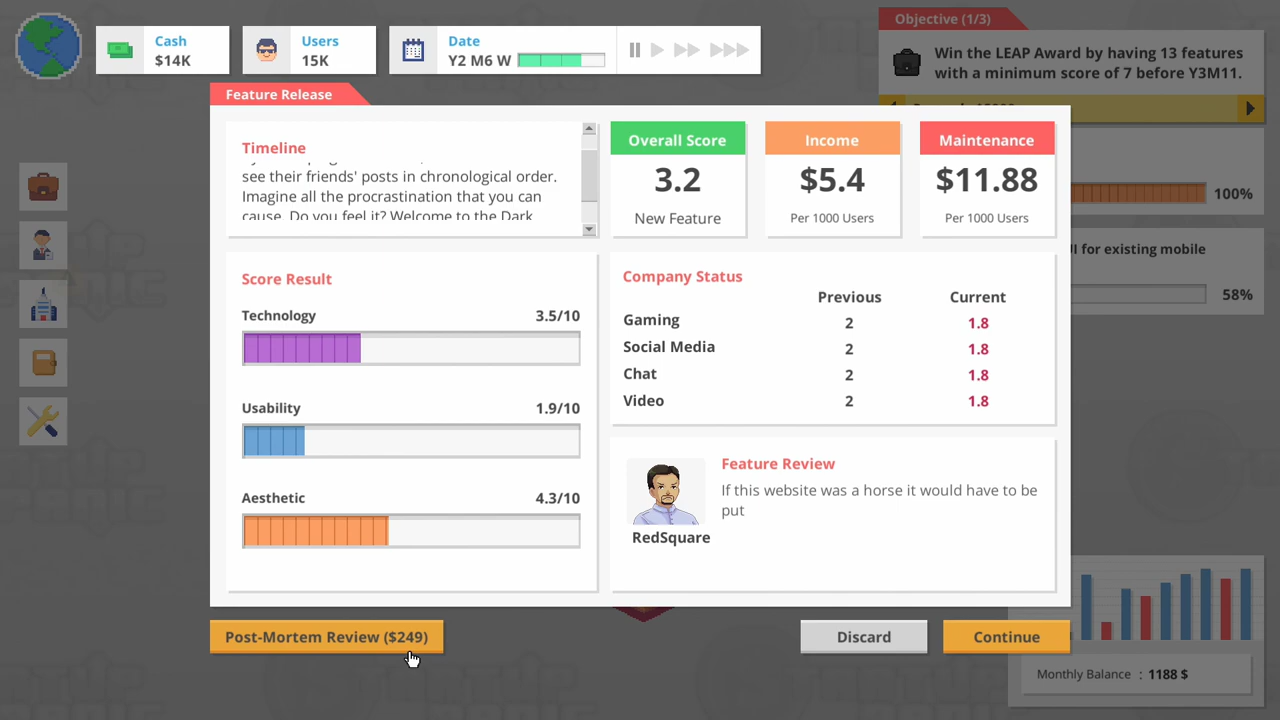 Cash
$14K
Users
15K
Date
Y2 M6 W
Objective (1/3)
Win the LEAP Award by having 13 features
with a minimum score of 7 before Y3M11.
Feature Release
Timeline
see their friends' posts in chronological order.
Imagine all the procrastination that you can
cause. Do you feel it? Welcome to the Dark
Overall Score
3.2
New Feature
Income
$5.4
Per 1000 Users
Maintenance
$11.88
Per 1000 Users
100%
I for existing mobile
58%
Score Result
Technology 3.5/10
Usability 1.9/10
Aesthetic 4.3/10
Company Status
Previous Current
Gaming 2 1.8
Social Media 2 1.8
Chat 2 1.8
Video 2 1.8
Feature Review
If this website was a horse it would have to be
put
RedSquare
Post-Mortem Review ($249)
Discard
Continue
Monthly Balance : 1188 $